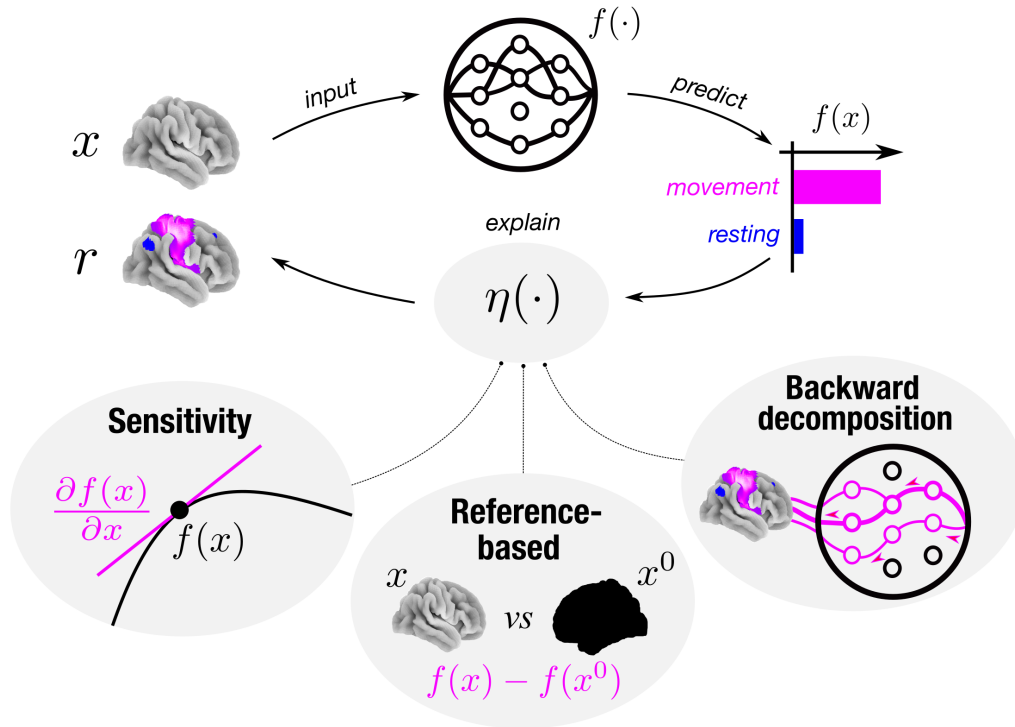 f(·)
input
predict
x
f(x)
movement
resting
r
explain
η(·)
Sensitivity
∂f(x)
∂x
f(x)
Reference-
based
x
x⁰
vs
f(x) − f(x⁰)
Backward
decomposition